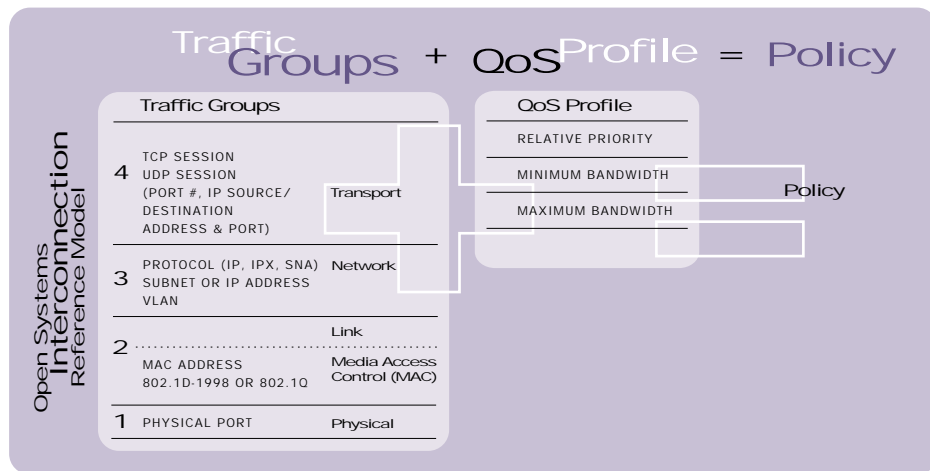 Traffic Groups + QoS Profile = Policy
Open Systems
Interconnection
Reference Model
Traffic Groups
4
TCP SESSION
UDP SESSION
(PORT #, IP SOURCE/
DESTINATION
ADDRESS & PORT)
Transport
3
PROTOCOL (IP, IPX, SNA)
SUBNET OR IP ADDRESS
VLAN
Network
2
Link
MAC ADDRESS
802.1D-1998 OR 802.1Q
Media Access
Control (MAC)
1
PHYSICAL PORT
Physical
QoS Profile
RELATIVE PRIORITY
MINIMUM BANDWIDTH
MAXIMUM BANDWIDTH
Policy